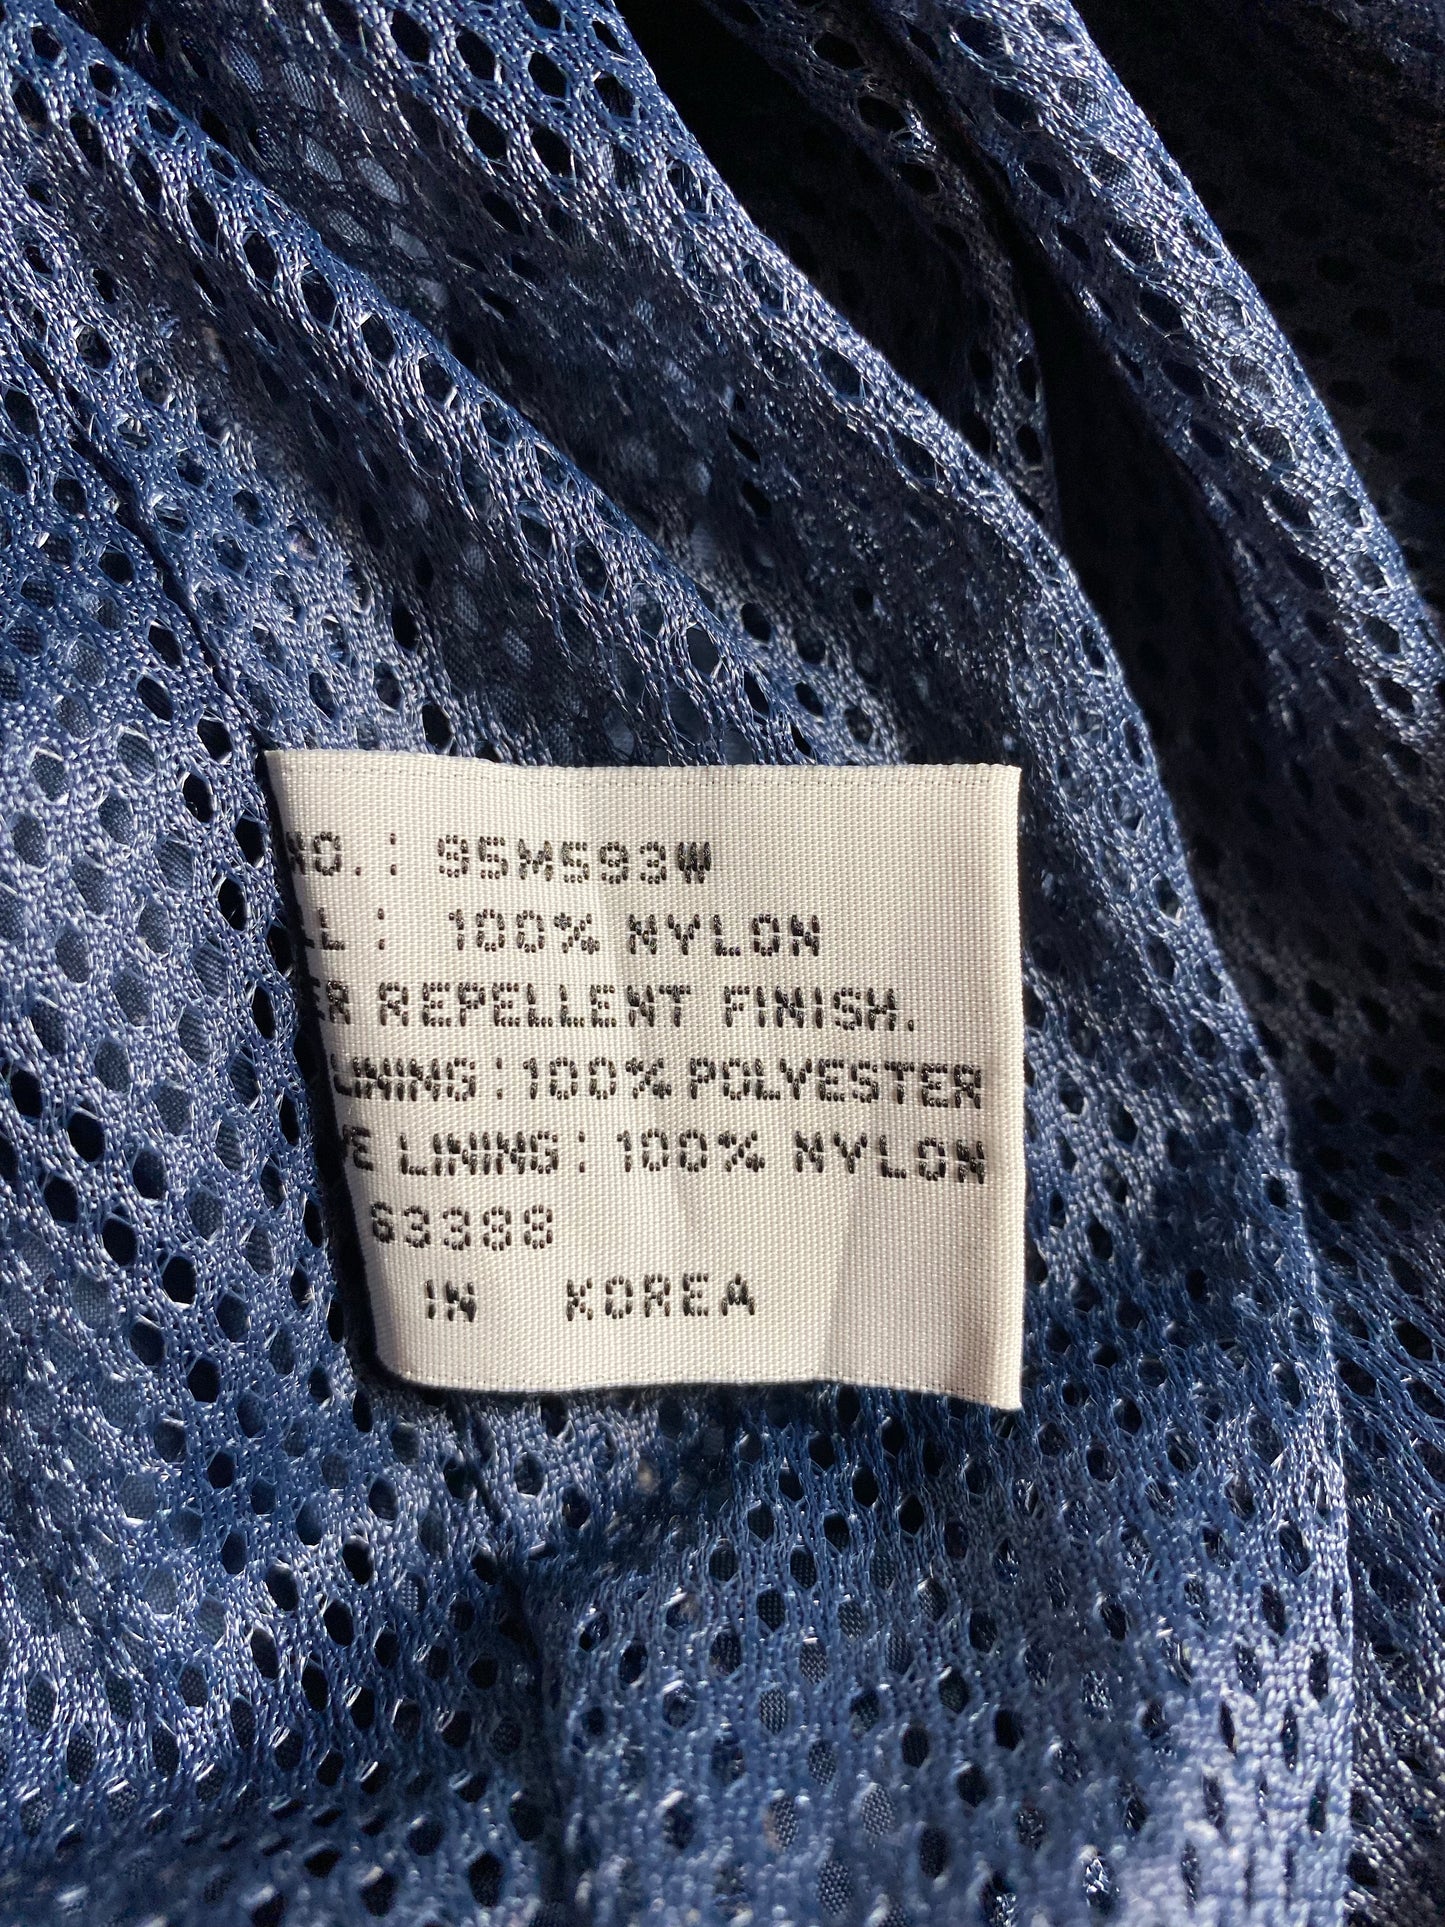 NO.: 95M593W
LL: 100% NYLON
ER REPELLENT FINISH.
LINING: 100% POLYESTER
VE LINING: 100% NYLON
63388
IN KOREA